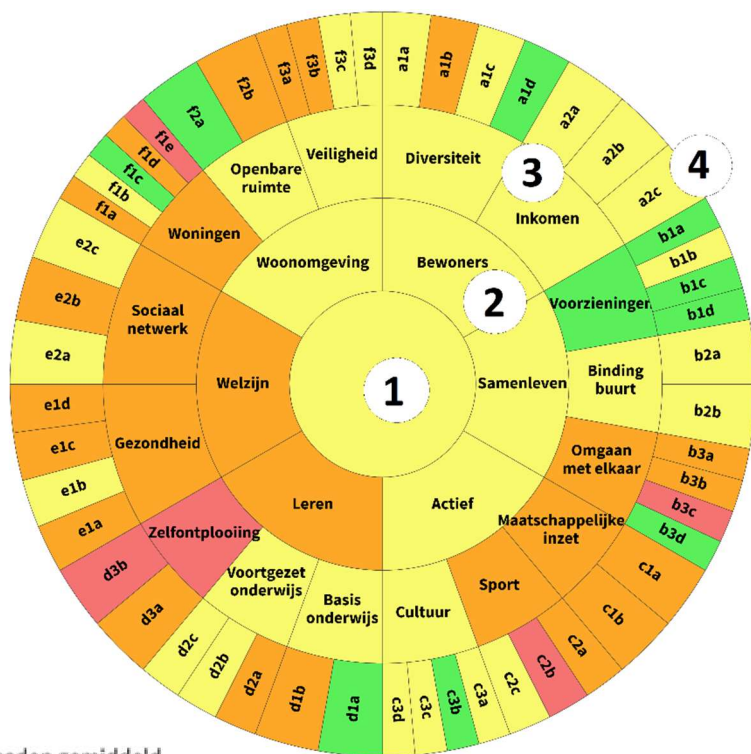 1
2
3
4
Bewoners
Samenleven
Actief
Leren
Welzijn
Woonomgeving
Diversiteit
Inkomen
Voorzieningen
Binding
buurt
Omgaan
met elkaar
Maatschappelijke
inzet
Sport
Cultuur
Basis
onderwijs
Voortgezet
onderwijs
Zelfontplooiing
Gezondheid
Sociaal
netwerk
Woningen
Openbare
ruimte
Veiligheid
a1a
a1b
a1c
a1d
a2a
a2b
a2c
b1a
b1b
b1c
b1d
b2a
b2b
b3a
b3b
b3c
b3d
c1a
c1b
c2a
c2b
c2c
c3a
c3b
c3c
c3d
d1a
d1b
d2a
d2b
d2c
d3a
d3b
e1a
e1b
e1c
e1d
e2a
e2b
e2c
f1a
f1b
f1c
f1d
f1e
f2a
f2b
f3a
f3b
f3c
f3d